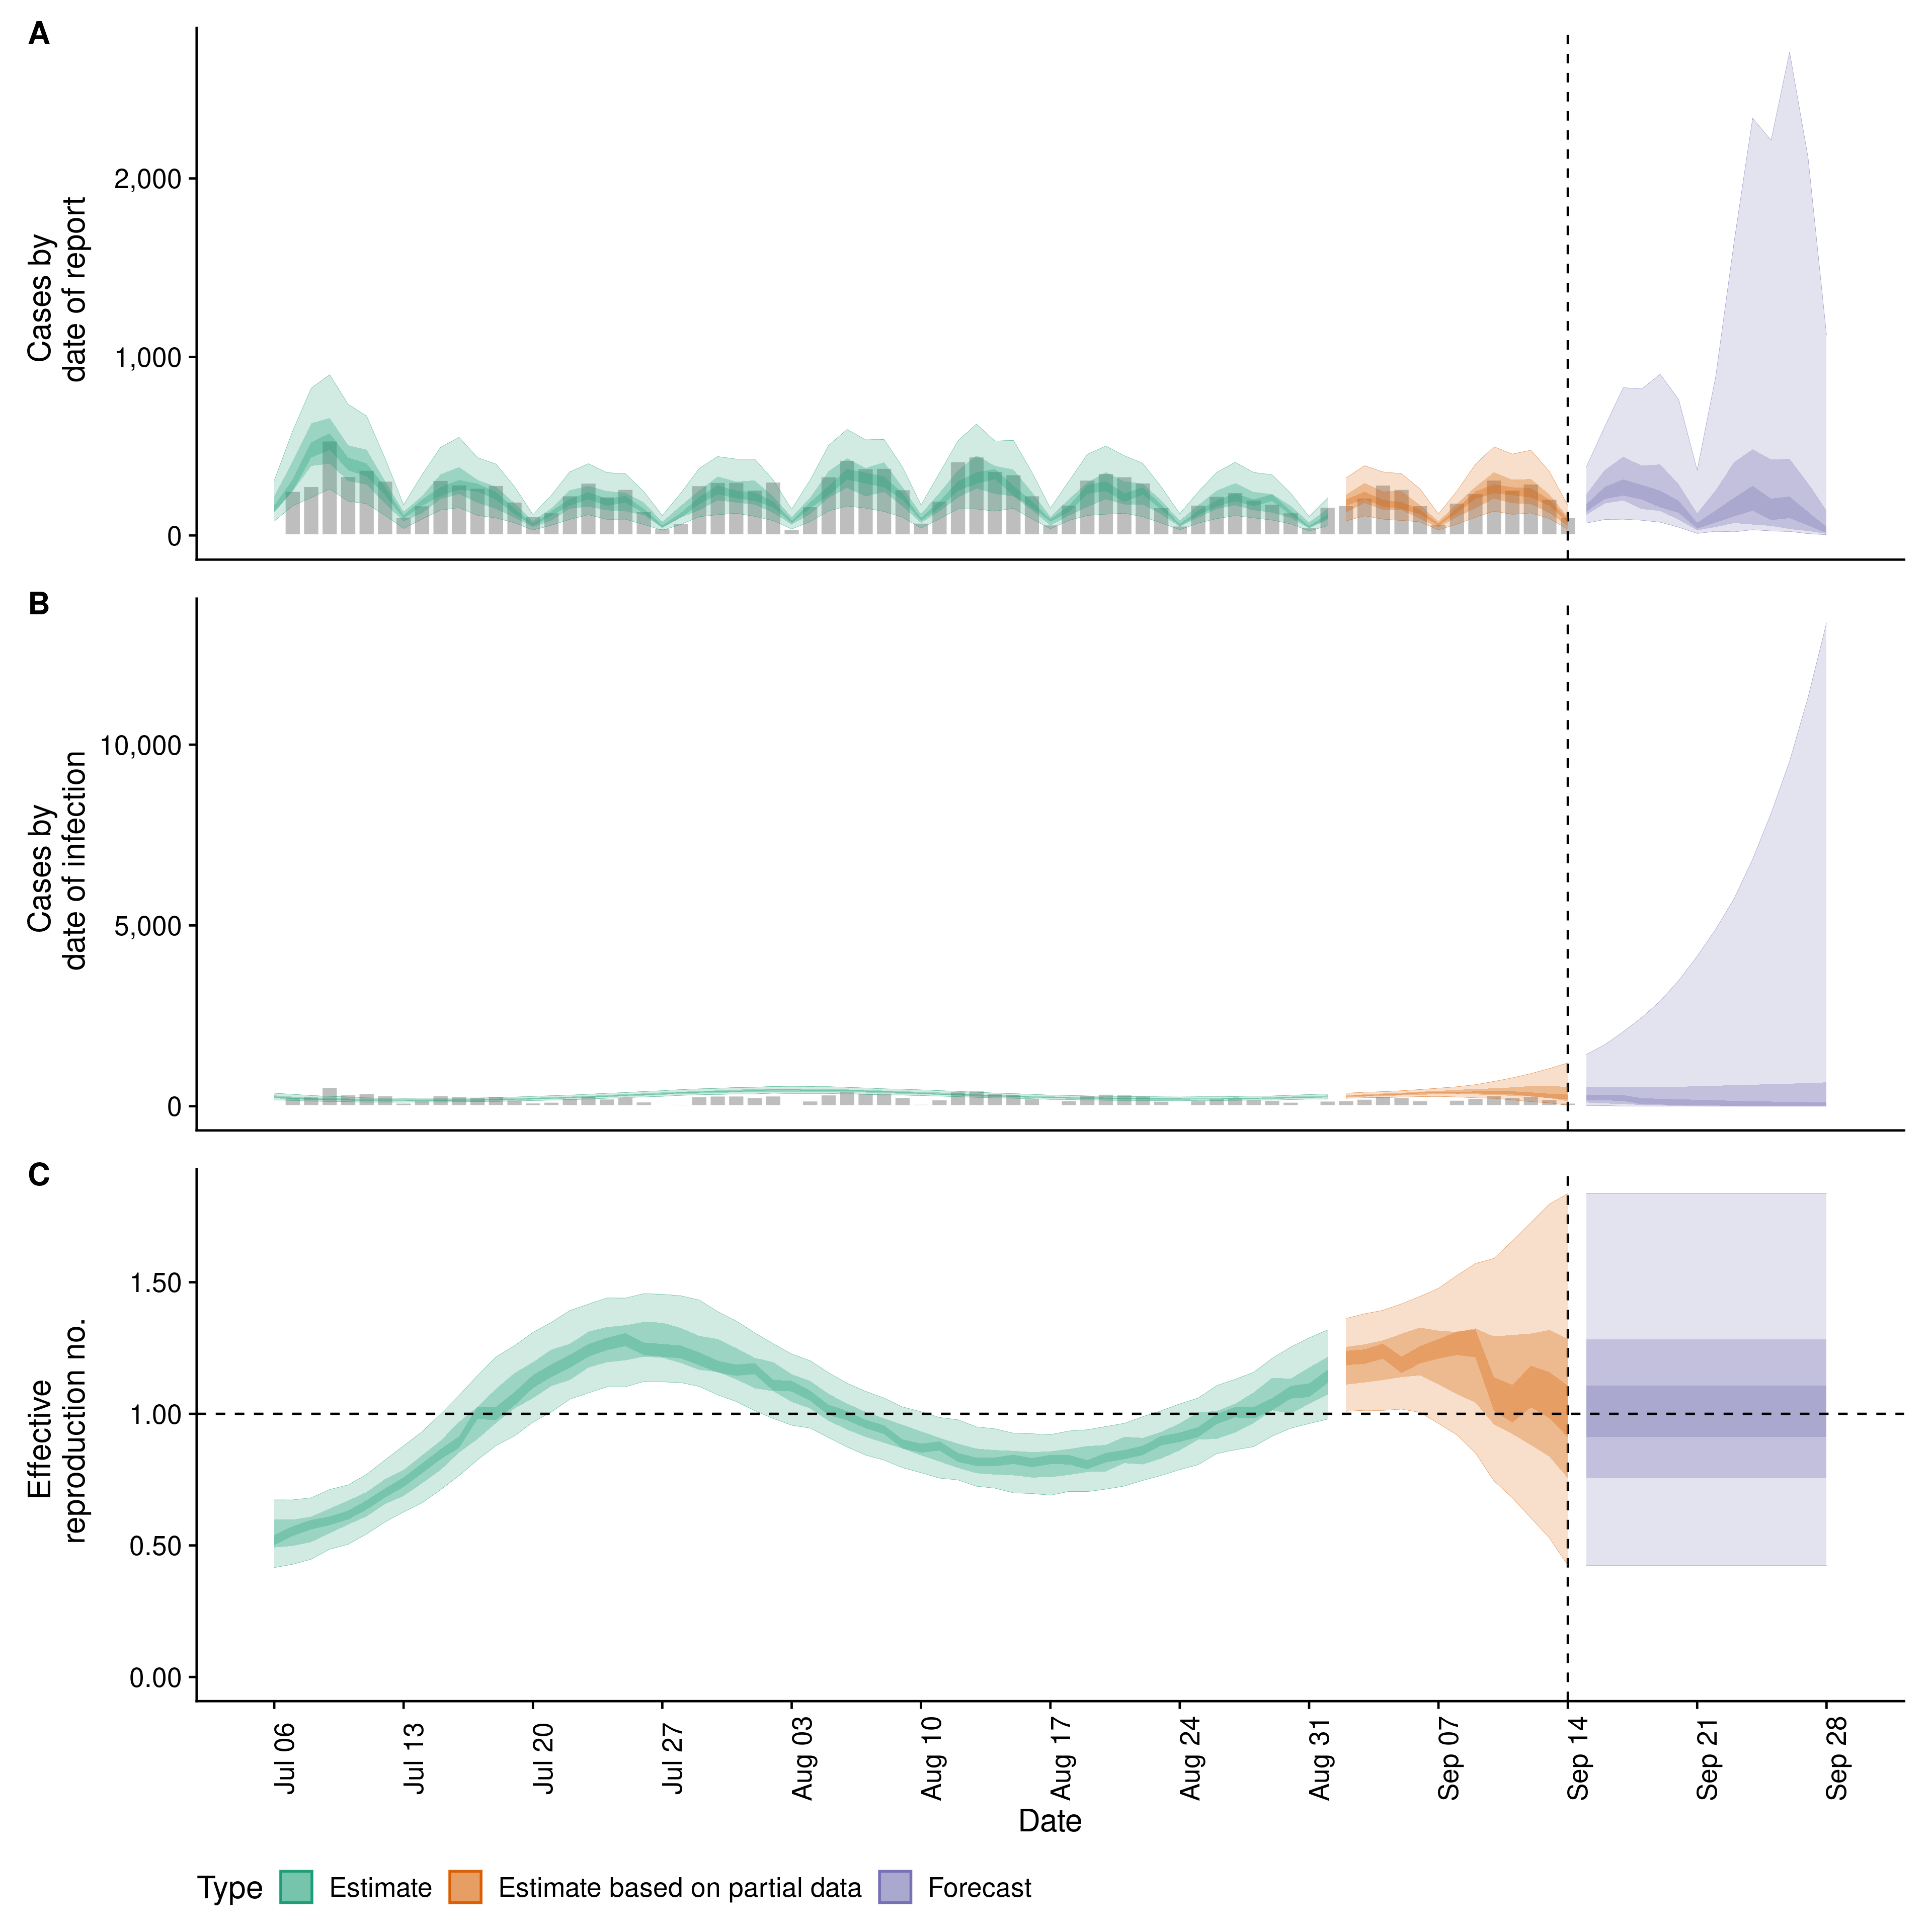 A
Cases by
date of report
2,000
1,000
0
B
Cases by
date of infection
10,000
5,000
0
C
Effective
reproduction no.
1.50
1.00
0.50
0.00
Jul 06
Jul 13
Jul 20
Jul 27
Aug 03
Aug 10
Aug 17
Aug 24
Aug 31
Sep 07
Sep 14
Sep 21
Sep 28
Date
Type Estimate Estimate based on partial data Forecast